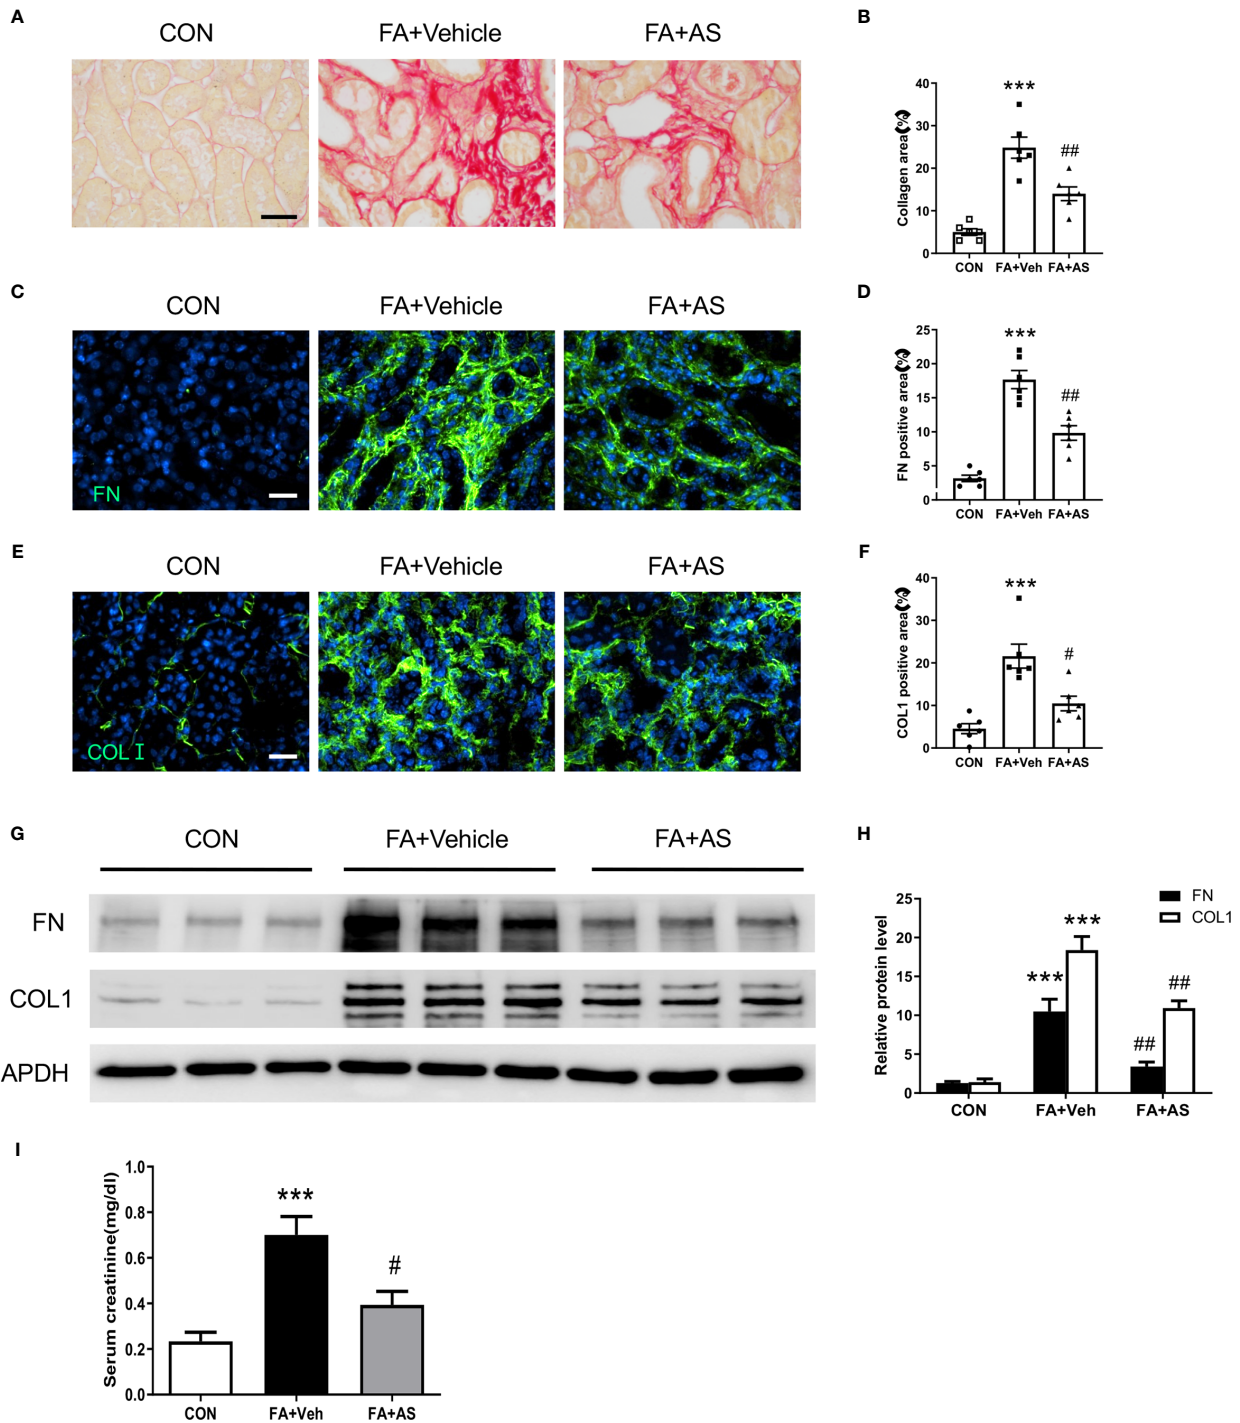 A
CON
FA+Vehicle
FA+AS
B
Collagen area(%)
40
30
20
10
0
***
##
CON
FA+Veh
FA+AS
C
CON
FA+Vehicle
FA+AS
FN
D
FN positive area(%)
25
20
15
10
5
0
***
##
CON
FA+Veh
FA+AS
E
CON
FA+Vehicle
FA+AS
COL I
F
COL1 positive area(%)
40
30
20
10
0
***
#
CON
FA+Veh
FA+AS
G
CON
FA+Vehicle
FA+AS
FN
COL1
APDH
H
Relative protein level
25
20
15
10
5
0
FN
COL1
***
***
##
##
CON
FA+Veh
FA+AS
I
Serum creatinine(mg/dl)
1.0
0.8
0.6
0.4
0.2
0.0
***
#
CON
FA+Veh
FA+AS